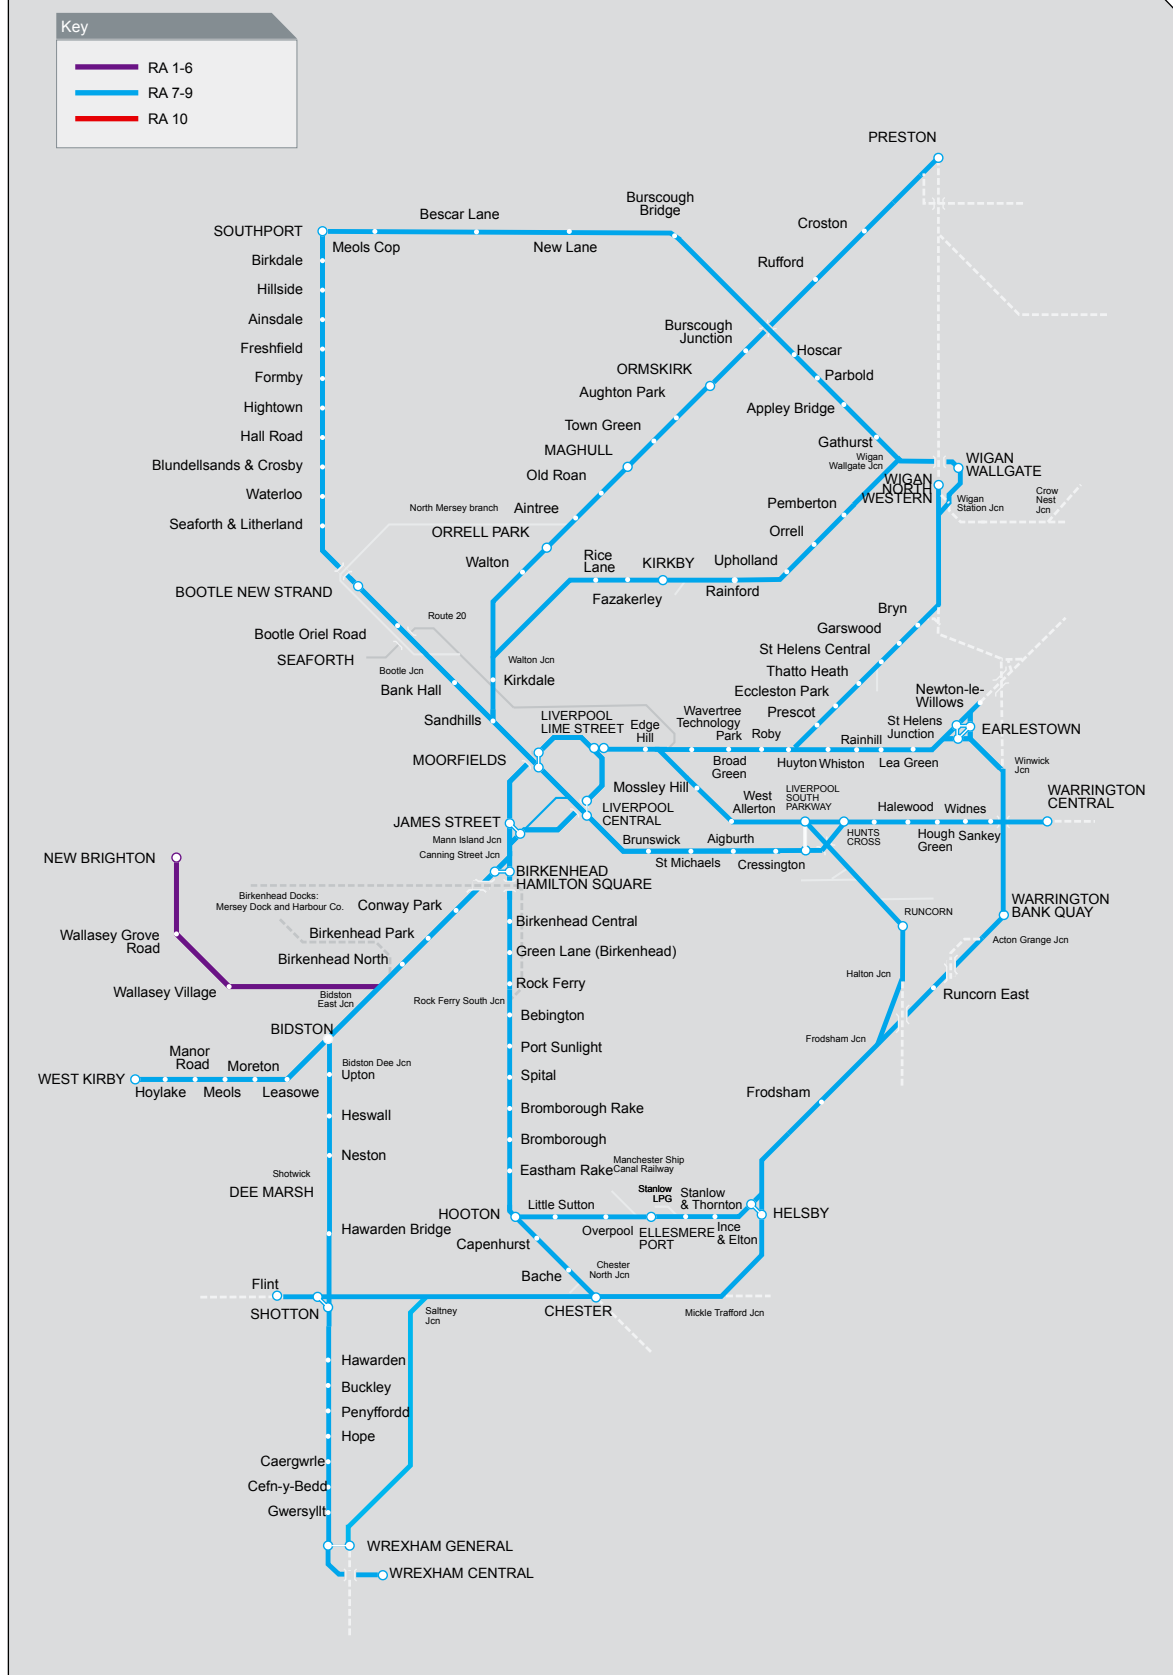 Key
RA 1-6
RA 7-9
RA 10
PRESTON
Burscough
Bridge
Bescar Lane
Croston
SOUTHPORT
Meols Cop
New Lane
Birkdale
Rufford
Hillside
Ainsdale
Burscough
Junction
Freshfield
Hoscar
ORMSKIRK
Parbold
Formby
Aughton Park
Hightown
Appley Bridge
Town Green
Hall Road
Gathurst
MAGHULL
Wigan
Wallgate Jcn
WIGAN
WALLGATE
Blundellsands & Crosby
Old Roan
WIGAN
NORTH
WESTERN
Waterloo
Wigan
Station Jcn
Crow
Nest
Jcn
North Mersey branch
Aintree
Pemberton
Seaforth & Litherland
ORRELL PARK
Orrell
Walton
Rice
Lane
KIRKBY
Upholland
BOOTLE NEW STRAND
Fazakerley
Rainford
Bryn
Route 20
Garswood
Bootle Oriel Road
St Helens Central
SEAFORTH
Walton Jcn
Bootle Jcn
Kirkdale
Thatto Heath
Bank Hall
Eccleston Park
Newton-le-
Willows
Sandhills
LIVERPOOL
LIME STREET
Edge
Hill
Wavertree
Technology
Park
Prescot
Roby
St Helens
Junction
EARLESTOWN
Rainhill
MOORFIELDS
Broad
Green
Huyton
Whiston
Lea Green
Winwick
Jcn
Mossley Hill
West
Allerton
LIVERPOOL
SOUTH
PARKWAY
WARRINGTON
CENTRAL
LIVERPOOL
CENTRAL
Halewood
Widnes
JAMES STREET
Mann Island Jcn
Brunswick
Aigburth
HUNTS
CROSS
Hough
Green
Sankey
Canning Street Jcn
St Michaels
Cressington
NEW BRIGHTON
BIRKENHEAD
HAMILTON SQUARE
Birkenhead Docks:
Mersey Dock and Harbour Co.
Conway Park
WARRINGTON
BANK QUAY
RUNCORN
Birkenhead Central
Wallasey Grove
Road
Birkenhead Park
Acton Grange Jcn
Green Lane (Birkenhead)
Birkenhead North
Halton Jcn
Rock Ferry
Wallasey Village
Bidston
East Jcn
Rock Ferry South Jcn
Runcorn East
Bebington
BIDSTON
Frodsham Jcn
Manor
Road
Moreton
Port Sunlight
Bidston Dee Jcn
Upton
WEST KIRBY
Spital
Hoylake
Meols
Leasowe
Frodsham
Bromborough Rake
Heswall
Bromborough
Neston
Manchester Ship
Canal Railway
Eastham Rake
Shotwick
DEE MARSH
Stanlow
LPG
Stanlow
& Thornton
Little Sutton
HOOTON
HELSBY
Hawarden Bridge
Overpool
ELLESMERE
PORT
Ince
& Elton
Capenhurst
Bache
Chester
North Jcn
Flint
SHOTTON
Saltney
Jcn
CHESTER
Mickle Trafford Jcn
Hawarden
Buckley
Penyffordd
Hope
Caergwrle
Cefn-y-Bedd
Gwersyllt
WREXHAM GENERAL
WREXHAM CENTRAL